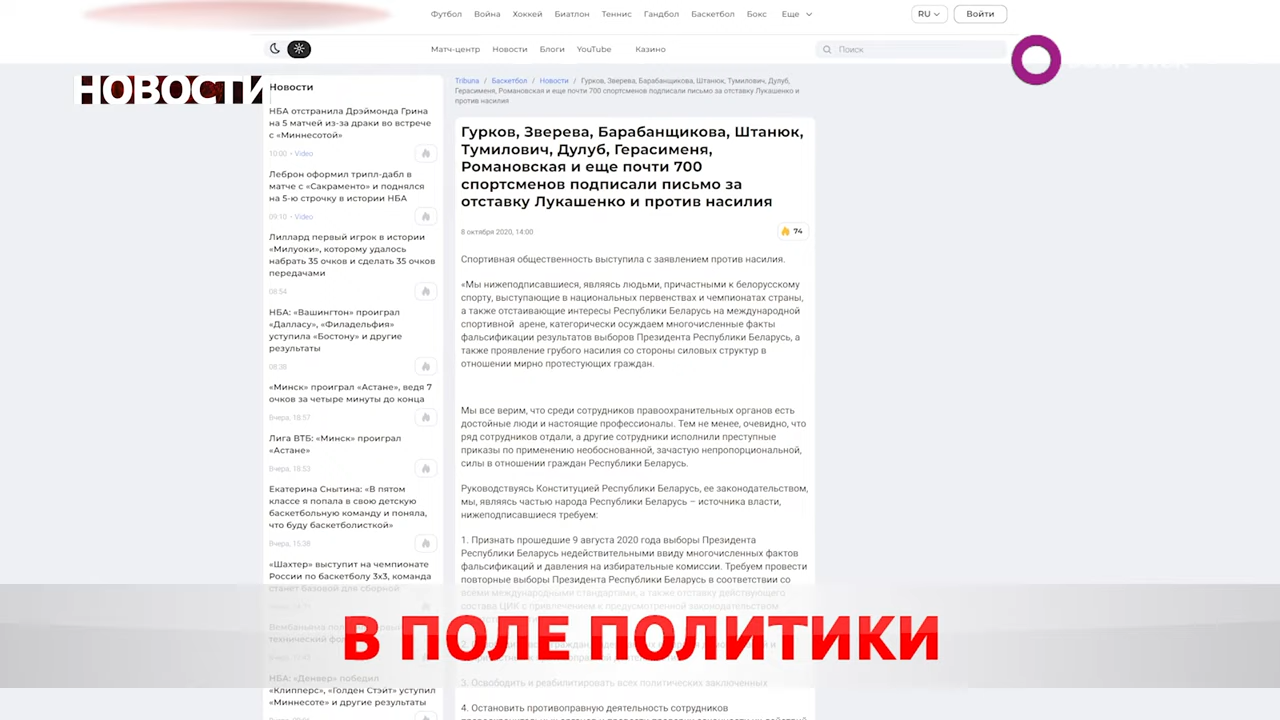 Футбол Война Хоккей Биатлон Теннис Гандбол Баскетбол Бокс Еще RU Войти
Матч-центр Новости Блоги YouTube Казино Поиск
НОВОСТИ
Новости
НБА отстранила Дрэймонда Грина
на 5 матчей из-за драки во встрече
с «Миннесотой»
10:00 • Video
Леброн оформил трипл-дабл в
матче с «Сакраменто» и поднялся
на 5-ю строчку в истории НБА
09:10 • Video
Лиллард первый игрок в истории
«Милуоки», которому удалось
набрать 35 очков и сделать 35 очков
передачами
08:54
НБА: «Вашингтон» проиграл
«Далласу», «Филадельфия»
уступила «Бостону» и другие
результаты
08:38
«Минск» проиграл «Астане», ведя 7
очков за четыре минуты до конца
Вчера, 18:57
Лига ВТБ: «Минск» проиграл
«Астане»
Вчера, 18:53
Екатерина Снытина: «В пятом
классе я попала в свою детскую
баскетбольную команду и поняла,
что буду баскетболисткой»
Вчера, 15:38
«Шахтер» выступит на чемпионате
России по баскетболу 3х3, команда
станет базовой для сборной
технический
НБА: «Денвер» победил
«Клипперс», «Голден Стэйт» уступил
«Миннесоте» и другие результаты
Tribuna / Баскетбол / Новости / Гурков, Зверева, Барабанщикова, Штанюк, Тумилович, Дулуб,
Герасименя, Романовская и еще почти 700 спортсменов подписали письмо за отставку Лукашенко и
против насилия
Гурков, Зверева, Барабанщикова, Штанюк,
Тумилович, Дулуб, Герасименя,
Романовская и еще почти 700
спортсменов подписали письмо за
отставку Лукашенко и против насилия
8 октября 2020, 14:00
74
Спортивная общественность выступила с заявлением против насилия.
«Мы нижеподписавшиеся, являясь людьми, причастными к белорусскому
спорту, выступающие в национальных первенствах и чемпионатах страны,
а также отстаивающие интересы Республики Беларусь на международной
спортивной арене, категорически осуждаем многочисленные факты
фальсификации результатов выборов Президента Республики Беларусь, а
также проявление грубого насилия со стороны силовых структур в
отношении мирно протестующих граждан.
Мы все верим, что среди сотрудников правоохранительных органов есть
достойные люди и настоящие профессионалы. Тем не менее, очевидно, что
ряд сотрудников отдали, а другие сотрудники исполнили преступные
приказы по применению необоснованной, зачастую непропорциональной,
силы в отношении граждан Республики Беларусь.
Руководствуясь Конституцией Республики Беларусь, ее законодательством,
мы, являясь частью народа Республики Беларусь – источника власти,
нижеподписавшиеся требуем:
1. Признать прошедшие 9 августа 2020 года выборы Президента
Республики Беларусь недействительными ввиду многочисленных фактов
фальсификаций и давления на избирательные комиссии. Требуем провести
повторные выборы Президента Республики Беларусь в соответствии со
всеми международными стандартами, а также отставку действующего
состава ЦИК с привлечением к предусмотренной законодательством
3. Освободить и реабилитировать всех политических заключенных
4. Остановить противоправную деятельность сотрудников
В ПОЛЕ ПОЛИТИКИ